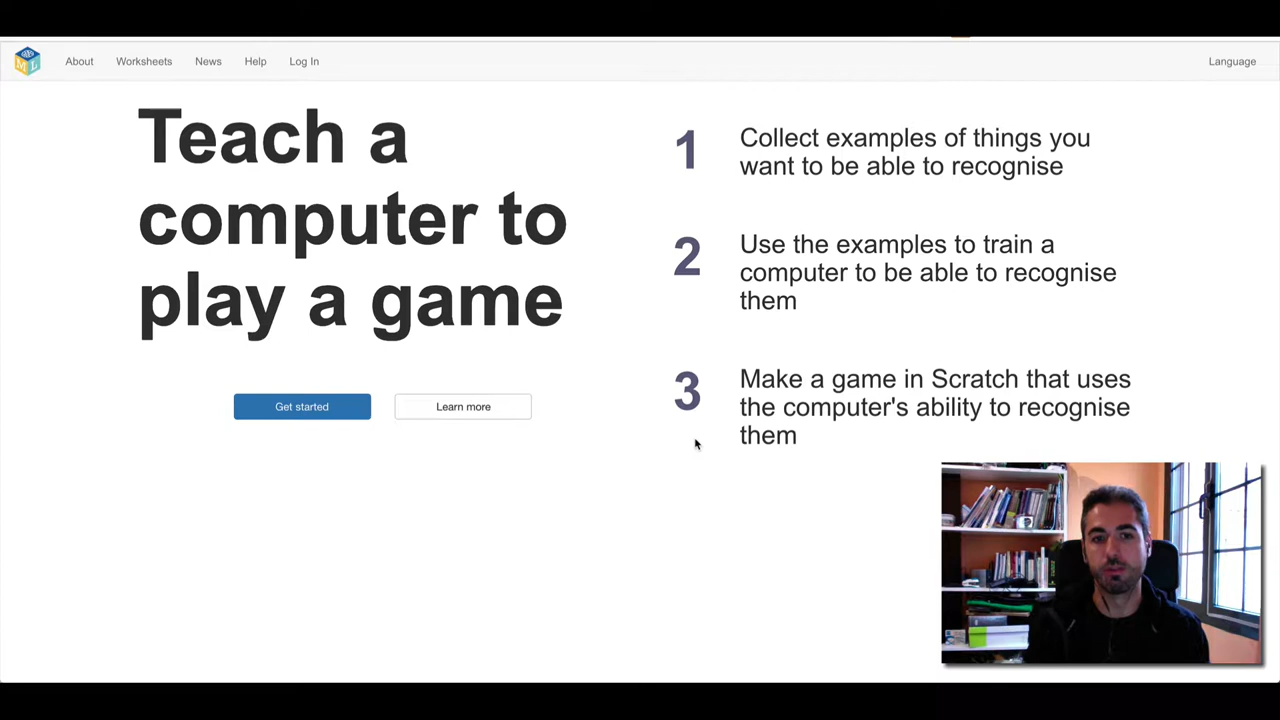 About
Worksheets
News
Help
Log In
Language
Teach a
computer to
play a game
Get started
Learn more
1
Collect examples of things you
want to be able to recognise
2
Use the examples to train a
computer to be able to recognise
them
3
Make a game in Scratch that uses
the computer's ability to recognise
them